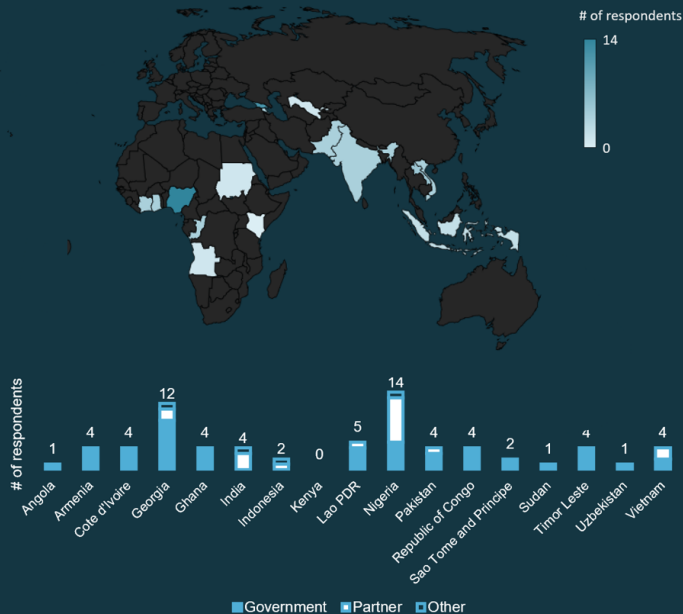 # of respondents
14
0
# of respondents
1
4
4
12
4
4
2
0
5
14
4
4
2
1
4
1
4
Angola
Armenia
Cote d'Ivoire
Georgia
Ghana
India
Indonesia
Kenya
Lao PDR
Nigeria
Pakistan
Republic of Congo
Sao Tome and Principe
Sudan
Timor Leste
Uzbekistan
Vietnam
Government Partner Other